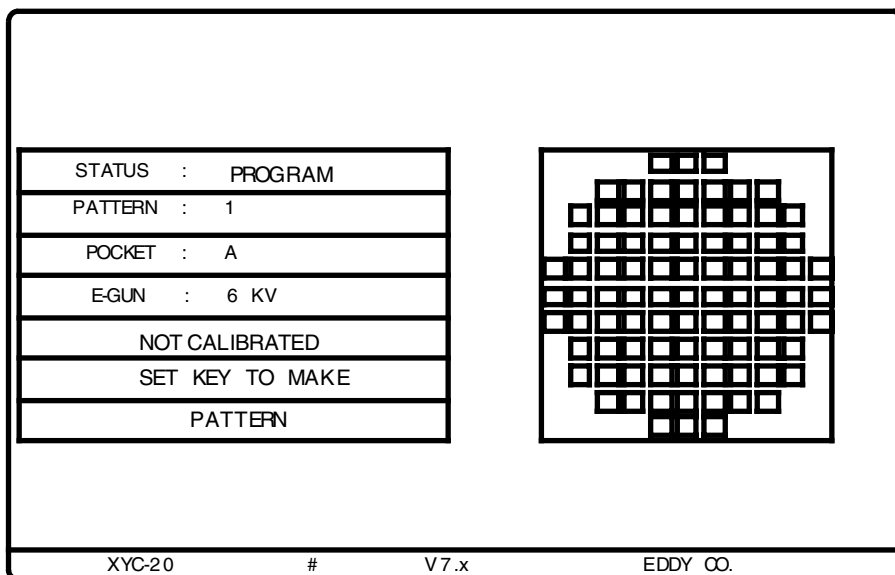 STATUS : PROGRAM
PATTERN : 1
POCKET : A
E-GUN : 6 KV
NOT CALIBRATED
SET KEY TO MAKE
PATTERN
XYC-20 # V7.x EDDY CO.